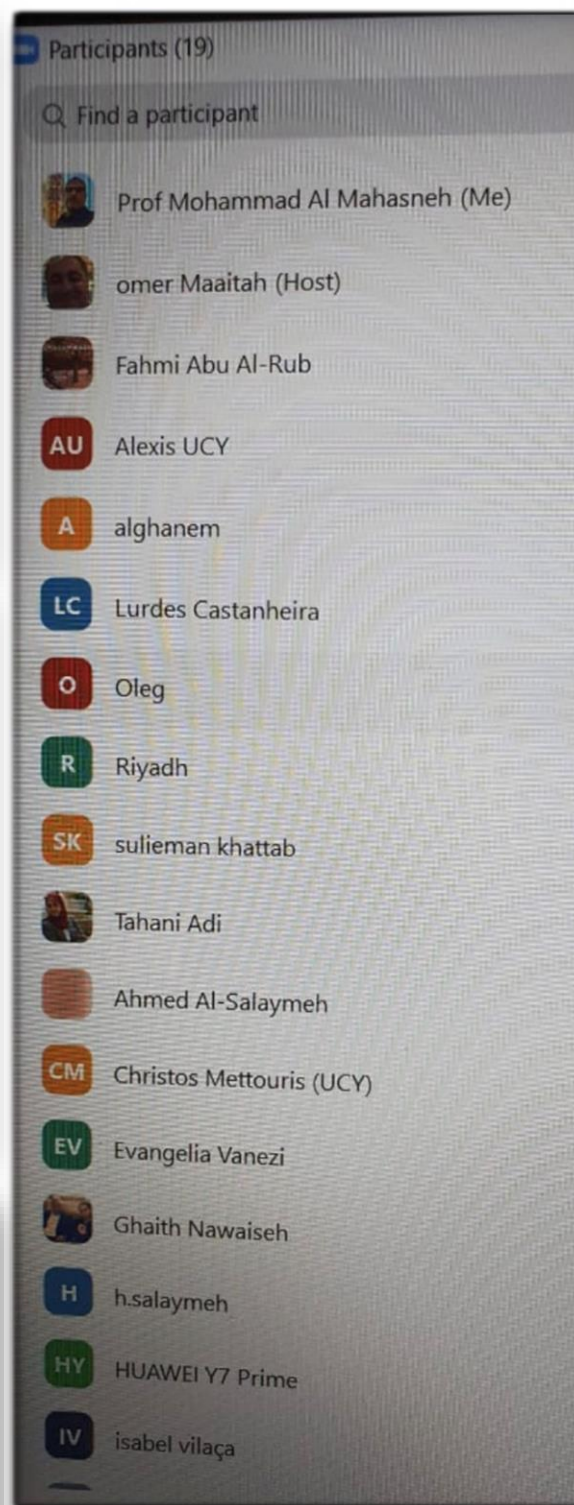 Participants (19)
Find a participant
Prof Mohammad Al Mahasneh (Me)
omer Maaitah (Host)
Fahmi Abu Al-Rub
AU Alexis UCY
A alghanem
LC Lurdes Castanheira
O Oleg
R Riyadh
SK sulieman khattab
Tahani Adi
Ahmed Al-Salaymeh
CM Christos Mettouris (UCY)
EV Evangelia Vanezi
Ghaith Nawaiseh
H h.salaymeh
HY HUAWEI Y7 Prime
IV isabel vilaça